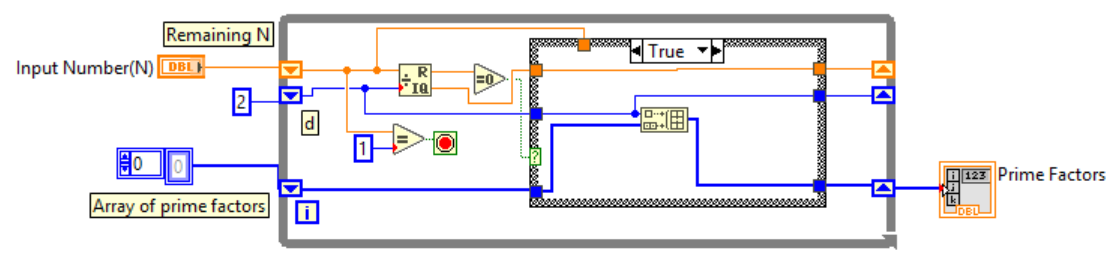 Remaining N
Input Number(N)
DBL
2
d
R
IQ
=0
=
1
True
?
0
0
Array of prime factors
i
i
j
k
123
DBL
Prime Factors